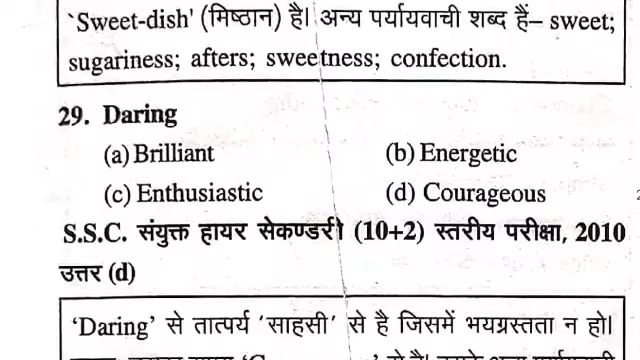 `Sweet-dish' (मिष्ठान) है। अन्य पर्यायवाची शब्द हैं– sweet;
sugariness; afters; sweetness; confection.
29. Daring
(a) Brilliant (b) Energetic
(c) Enthusiastic (d) Courageous
S.S.C. संयुक्त हायर सेकण्डरी (10+2) स्तरीय परीक्षा, 2010
उत्तर (d)
'Daring' से तात्पर्य 'साहसी' से है जिसमें भयग्रस्तता न हो।